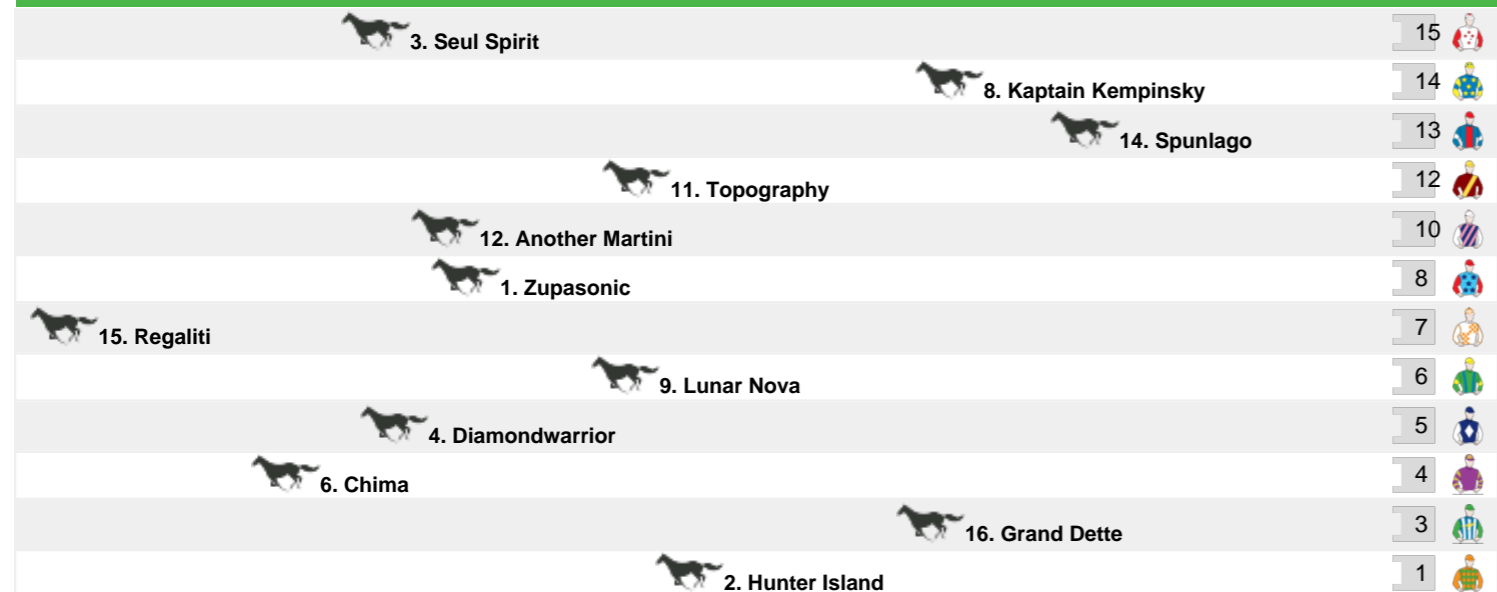 3. Seul Spirit 15
8. Kaptain Kempinsky 14
14. Spunlago 13
11. Topography 12
12. Another Martini 10
1. Zupasonic 8
15. Regaliti 7
9. Lunar Nova 6
4. Diamondwarrior 5
6. Chima 4
16. Grand Dette 3
2. Hunter Island 1